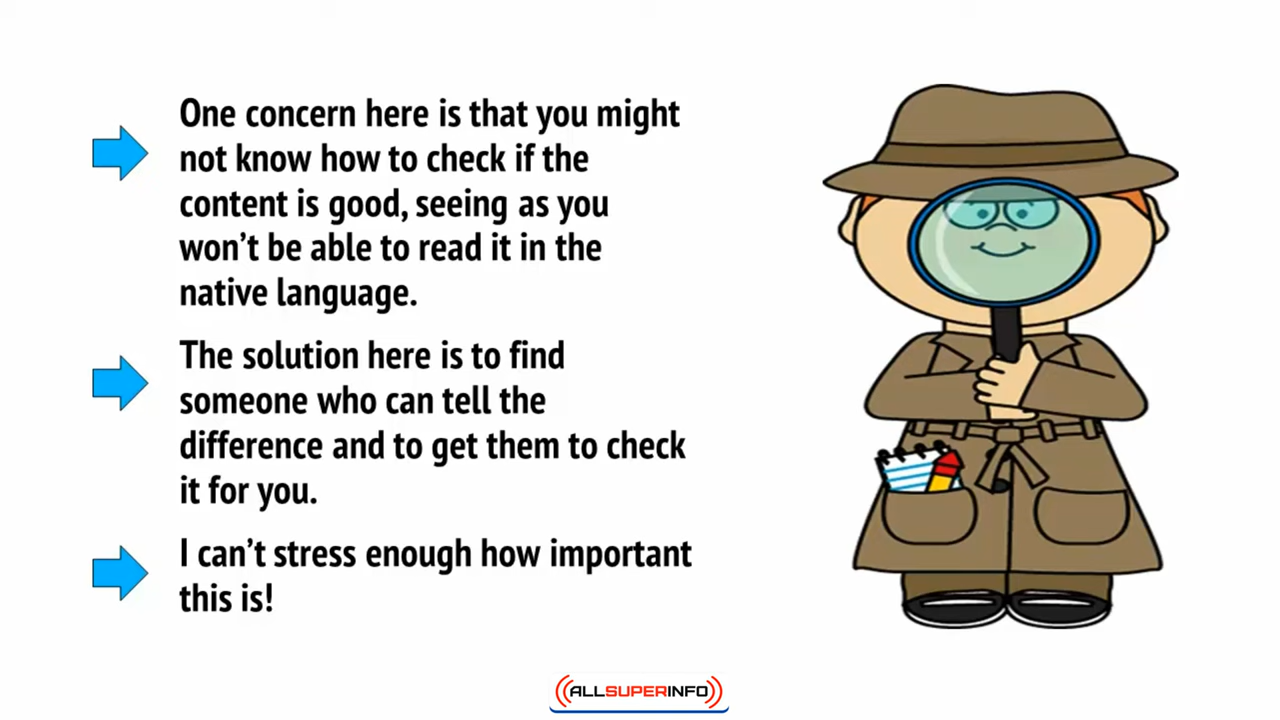 One concern here is that you might
not know how to check if the
content is good, seeing as you
won't be able to read it in the
native language.
The solution here is to find
someone who can tell the
difference and to get them to check
it for you.
I can't stress enough how important
this is!
ALLSUPERINFO